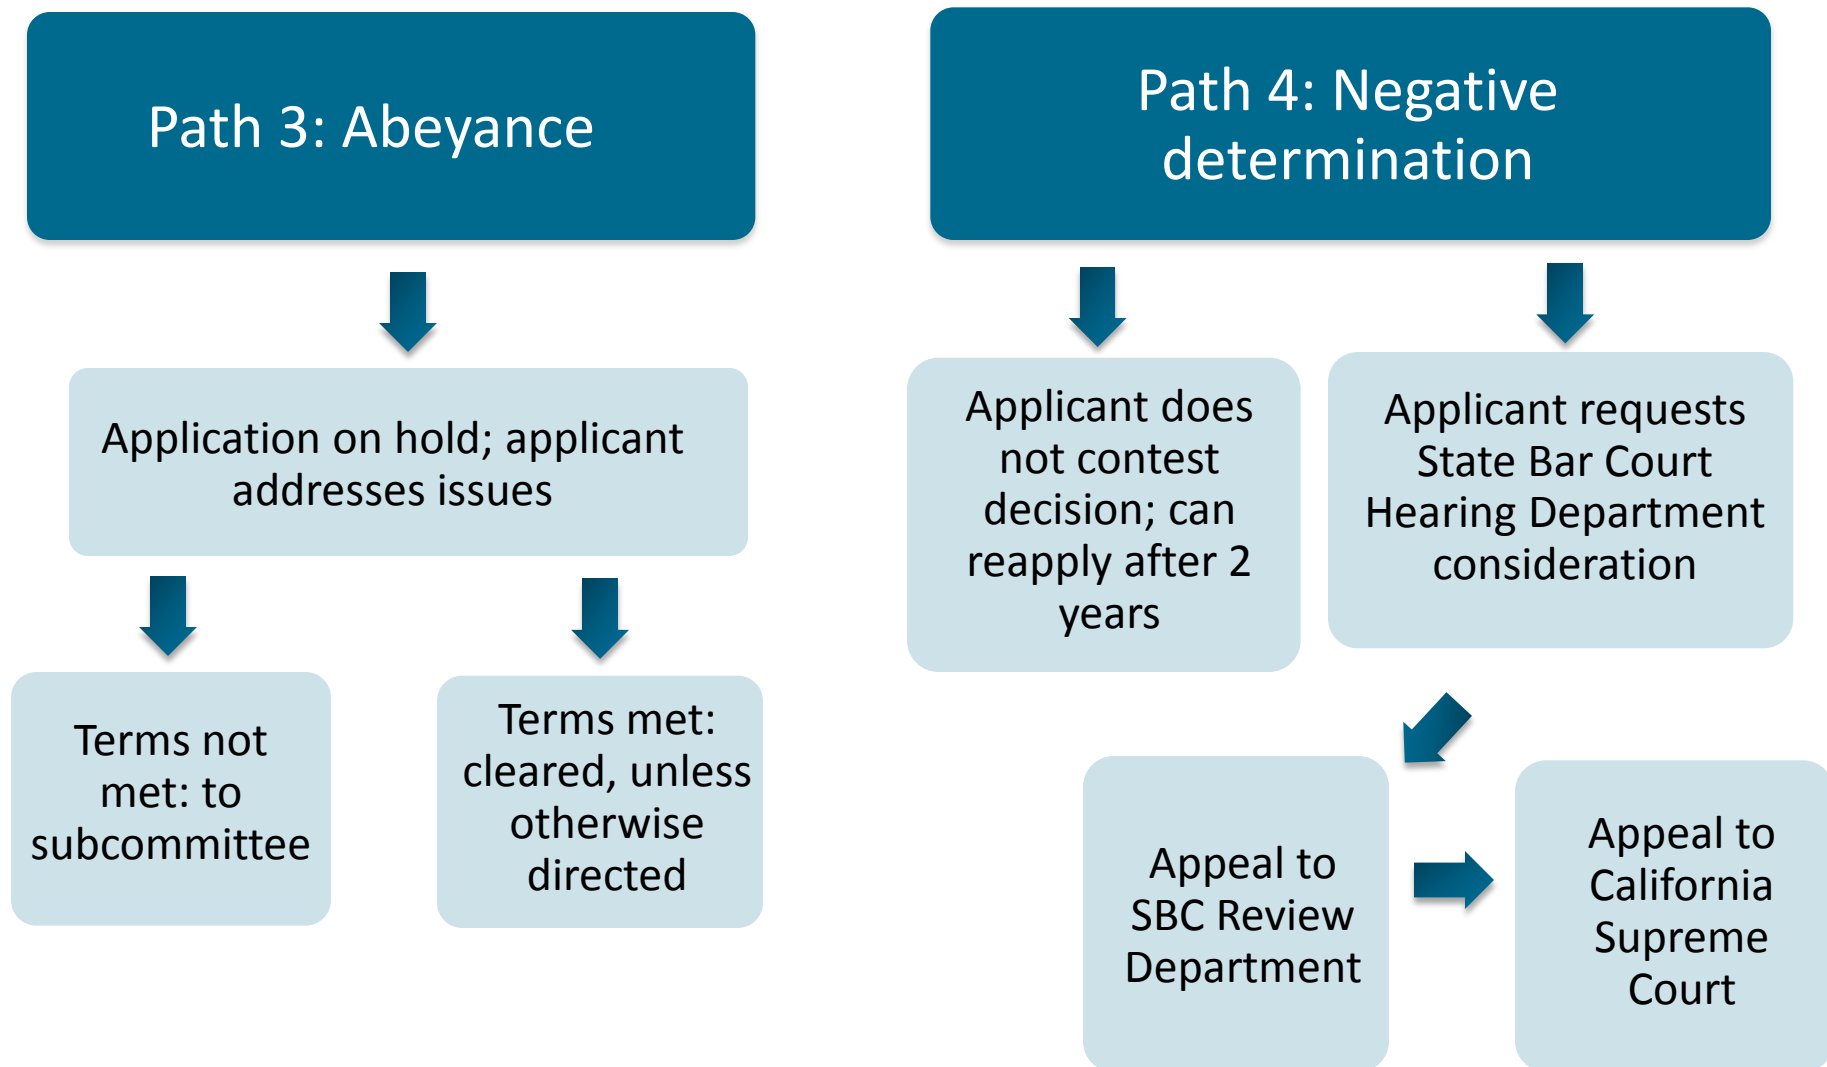 Path 3: Abeyance
Application on hold; applicant
addresses issues
Terms not
met: to
subcommittee
Terms met:
cleared, unless
otherwise
directed
Path 4: Negative
determination
Applicant does
not contest
decision; can
reapply after 2
years
Applicant requests
State Bar Court
Hearing Department
consideration
Appeal to
SBC Review
Department
Appeal to
California
Supreme
Court